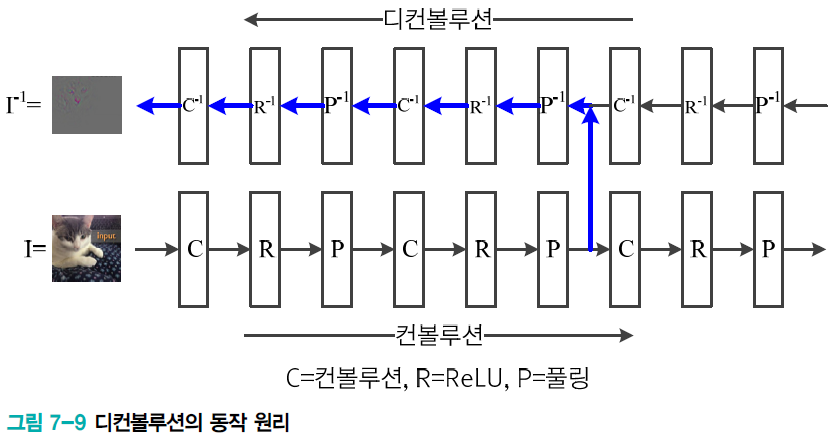 디컨볼루션
I⁻¹= C⁻¹ R⁻¹ P⁻¹ C⁻¹ R⁻¹ P⁻¹ C⁻¹ R⁻¹ P⁻¹
input
I= C R P C R P C R P
컨볼루션
C=컨볼루션, R=ReLU, P=풀링
그림 7-9 디컨볼루션의 동작 원리